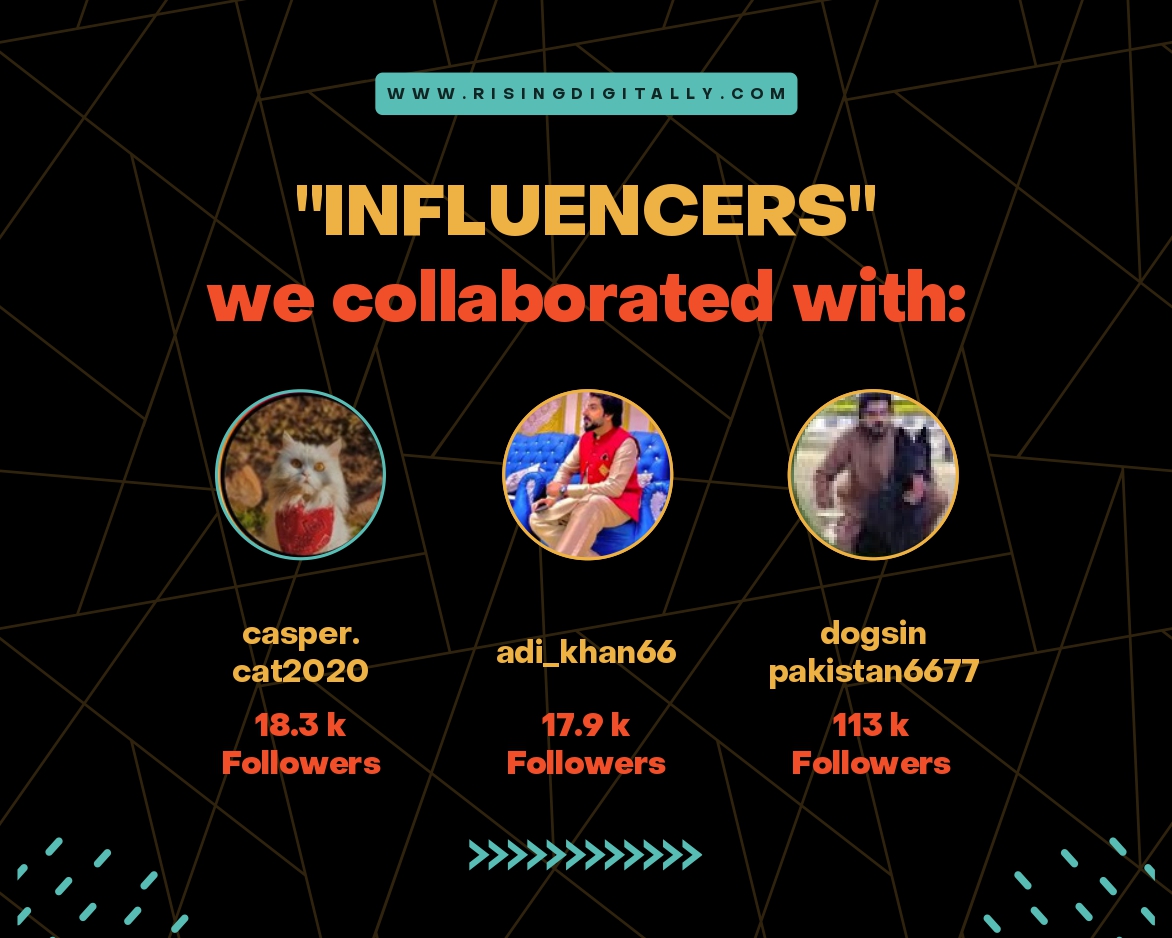 WWW.RISINGDIGITALLY.COM
"INFLUENCERS"
we collaborated with:
casper.
cat2020
18.3 k
Followers
adi_khan66
17.9 k
Followers
dogsin
pakistan6677
113 k
Followers